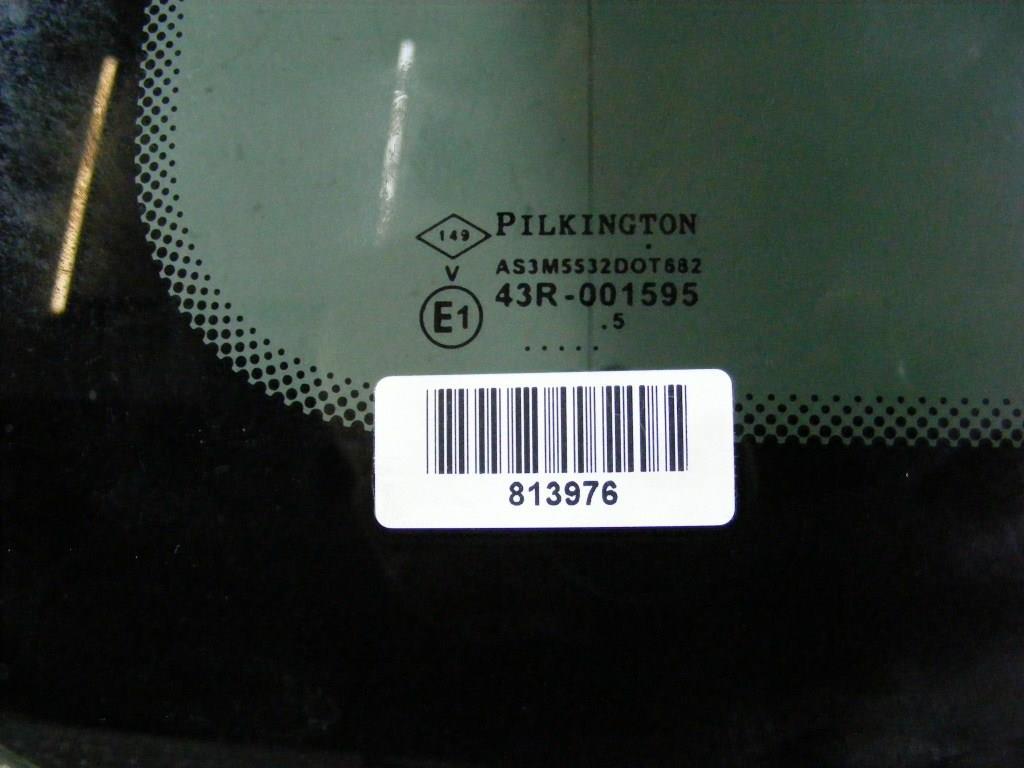 149
PILKINGTON
V
AS3M5532DOT682
E1
43R-001595
.5
.....
813976